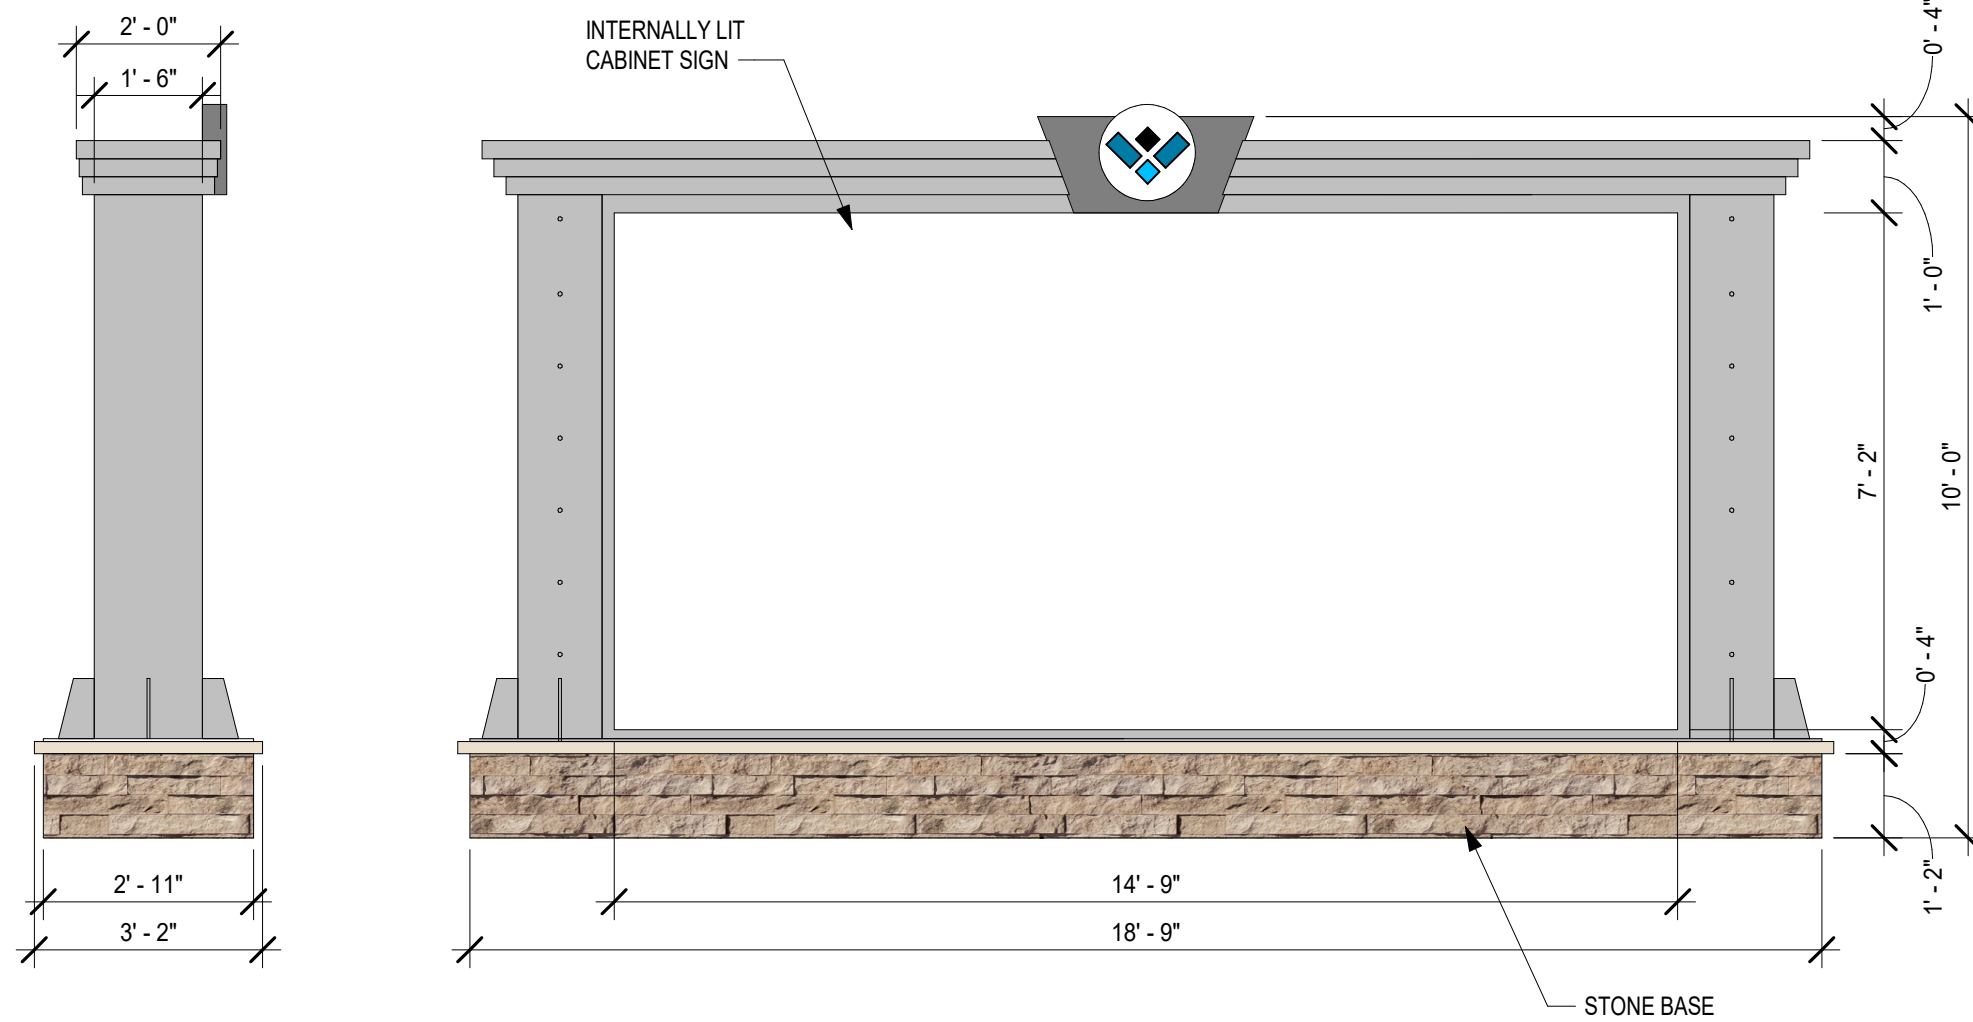 2' - 0"
1' - 6"
INTERNALLY LIT
CABINET SIGN
0' - 4"
1' - 0"
7' - 2"
10' - 0"
0' - 4"
1' - 2"
2' - 11"
3' - 2"
14' - 9"
18' - 9"
STONE BASE